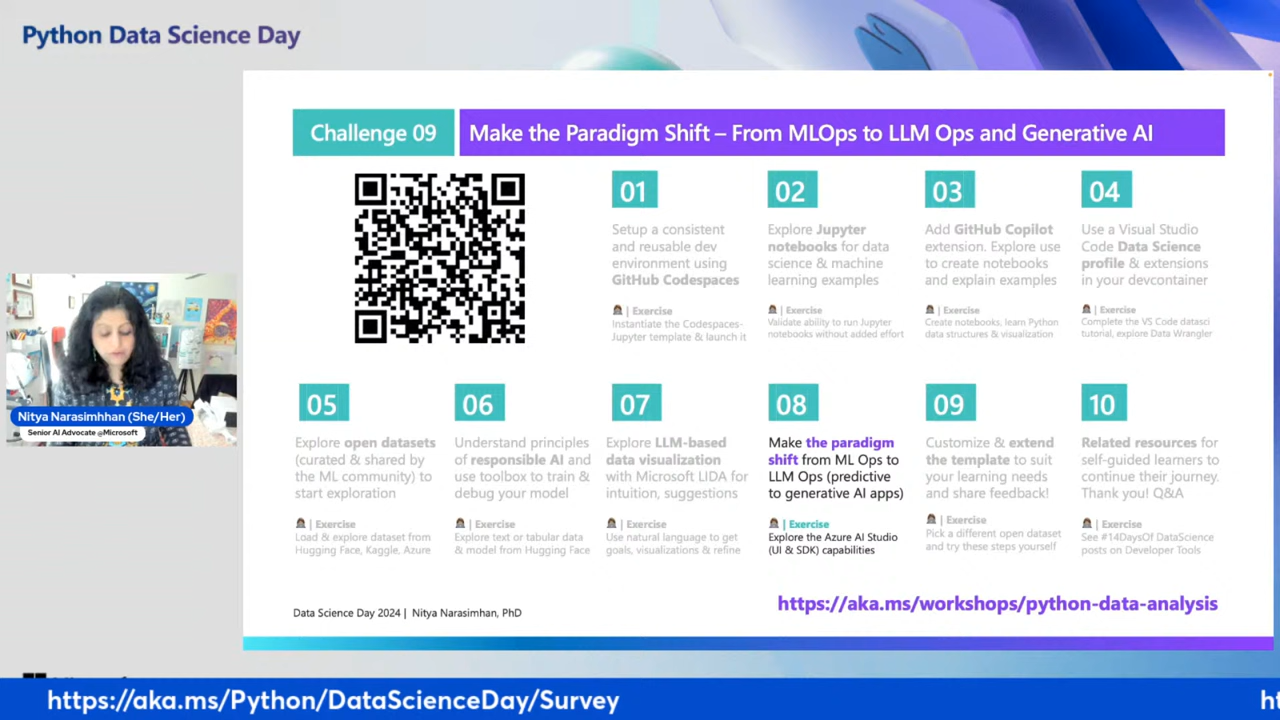 Python Data Science Day
Challenge 09
Make the Paradigm Shift – From MLOps to LLM Ops and Generative AI
01
Setup a consistent
and reusable dev
environment using
GitHub Codespaces
| Exercise
Instantiate the Codespaces-
Jupyter template & launch it
02
Explore Jupyter
notebooks for data
science & machine
learning examples
| Exercise
Validate ability to run Jupyter
notebooks without added effort
03
Add GitHub Copilot
extension. Explore use
to create notebooks
and explain examples
| Exercise
Create notebooks, learn Python
data structures & visualization
04
Use a Visual Studio
Code Data Science
profile & extensions
in your devcontainer
| Exercise
Complete the VS Code datasci
tutorial, explore Data Wrangler
05
Explore open datasets
(curated & shared by
the ML community) to
start exploration
| Exercise
Load & explore dataset from
Hugging Face, Kaggle, Azure
06
Understand principles
of responsible AI and
use toolbox to train &
debug your model
| Exercise
Explore text or tabular data
& model from Hugging Face
07
Explore LLM-based
data visualization
with Microsoft LIDA for
intuition, suggestions
| Exercise
Use natural language to get
goals, visualizations & refine
08
Make the paradigm
shift from ML Ops to
LLM Ops (predictive
to generative AI apps)
| Exercise
Explore the Azure AI Studio
(UI & SDK) capabilities
09
Customize & extend
the template to suit
your learning needs
and share feedback!
| Exercise
Pick a different open dataset
and try these steps yourself
10
Related resources for
self-guided learners to
continue their journey.
Thank you! Q&A
| Exercise
See #14DaysOf DataScience
posts on Developer Tools
Nitya Narasimhhan (She/Her)
Senior AI Advocate @Microsoft
Data Science Day 2024 | Nitya Narasimhan, PhD
https://aka.ms/workshops/python-data-analysis
https://aka.ms/Python/DataScienceDay/Survey